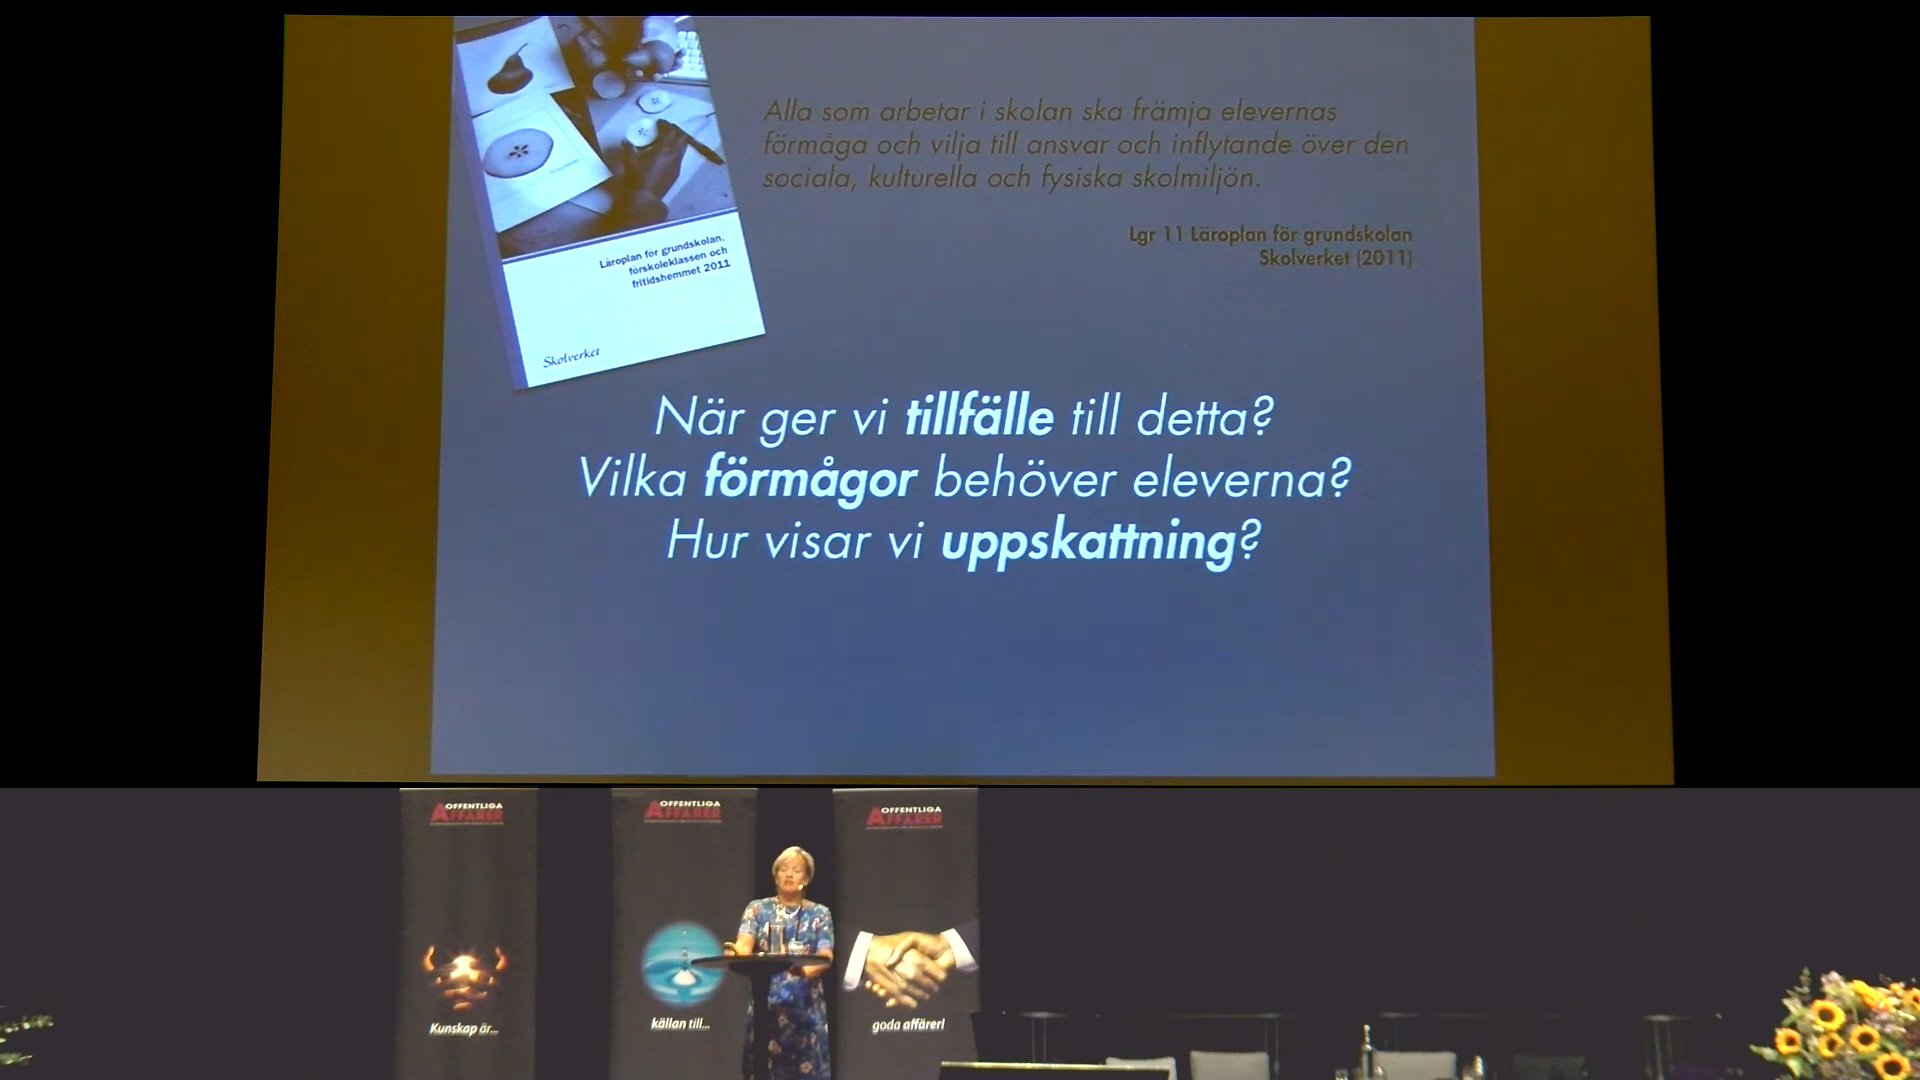 Alla som arbetar i skolan ska främja elevernas
förmåga och vilja till ansvar och inflytande över den
sociala, kulturella och fysiska skolmiljön.
Lgr 11 Läroplan för grundskolan
Skolverket (2011)
Läroplan för grundskolan,
förskoleklassen och
fritidshemmet 2011
Skolverket
När ger vi tillfälle till detta?
Vilka förmågor behöver eleverna?
Hur visar vi uppskattning?
OFFENTLIGA
AFFÄRER
Kunskap är...
OFFENTLIGA
AFFÄRER
källan till...
OFFENTLIGA
AFFÄRER
goda affärer!